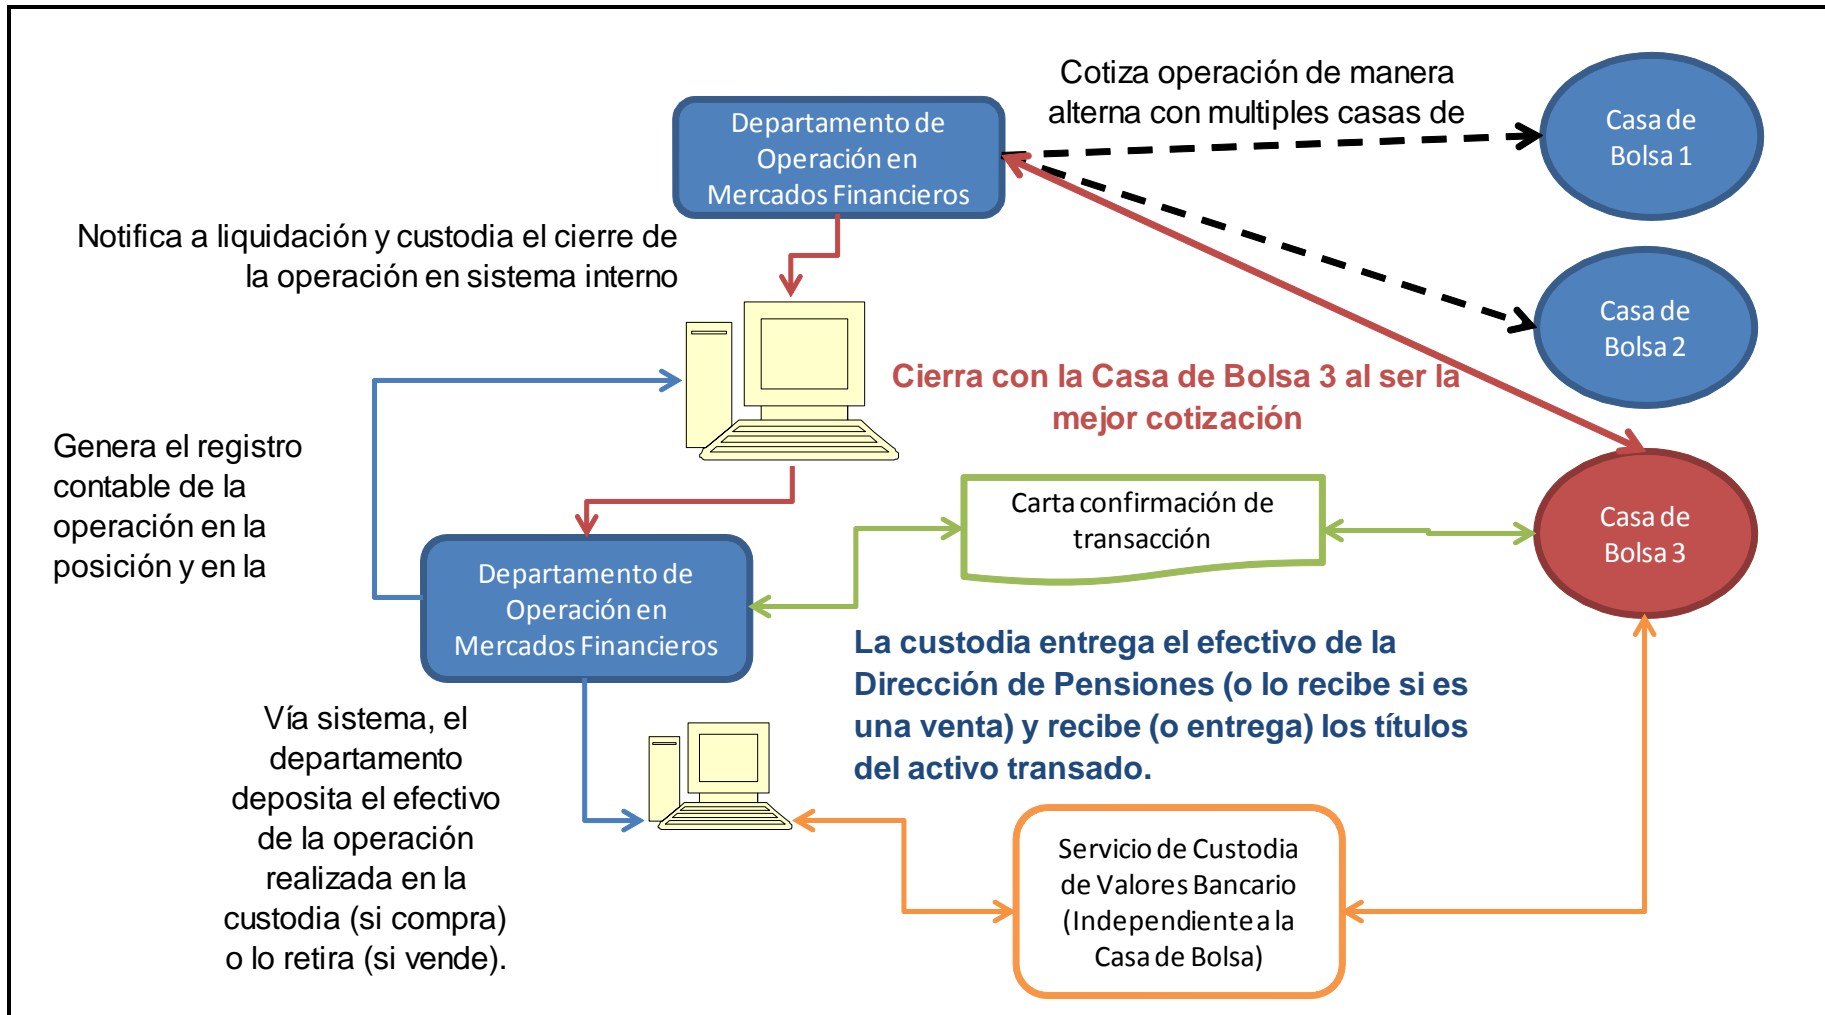 Cotiza operación de manera
alterna con multiples casas de
Departamento de
Operación en
Mercados Financieros
Casa de
Bolsa 1
Notifica a liquidación y custodia el cierre de
la operación en sistema interno
Casa de
Bolsa 2
Cierra con la Casa de Bolsa 3 al ser la
mejor cotización
Genera el registro
contable de la
operación en la
posición y en la
Carta confirmación de
transacción
Casa de
Bolsa 3
Departamento de
Operación en
Mercados Financieros
La custodia entrega el efectivo de la
Dirección de Pensiones (o lo recibe si es
una venta) y recibe (o entrega) los títulos
del activo transado.
Vía sistema, el
departamento
deposita el efectivo
de la operación
realizada en la
custodia (si compra)
o lo retira (si vende).
Servicio de Custodia
de Valores Bancario
(Independiente a la
Casa de Bolsa)